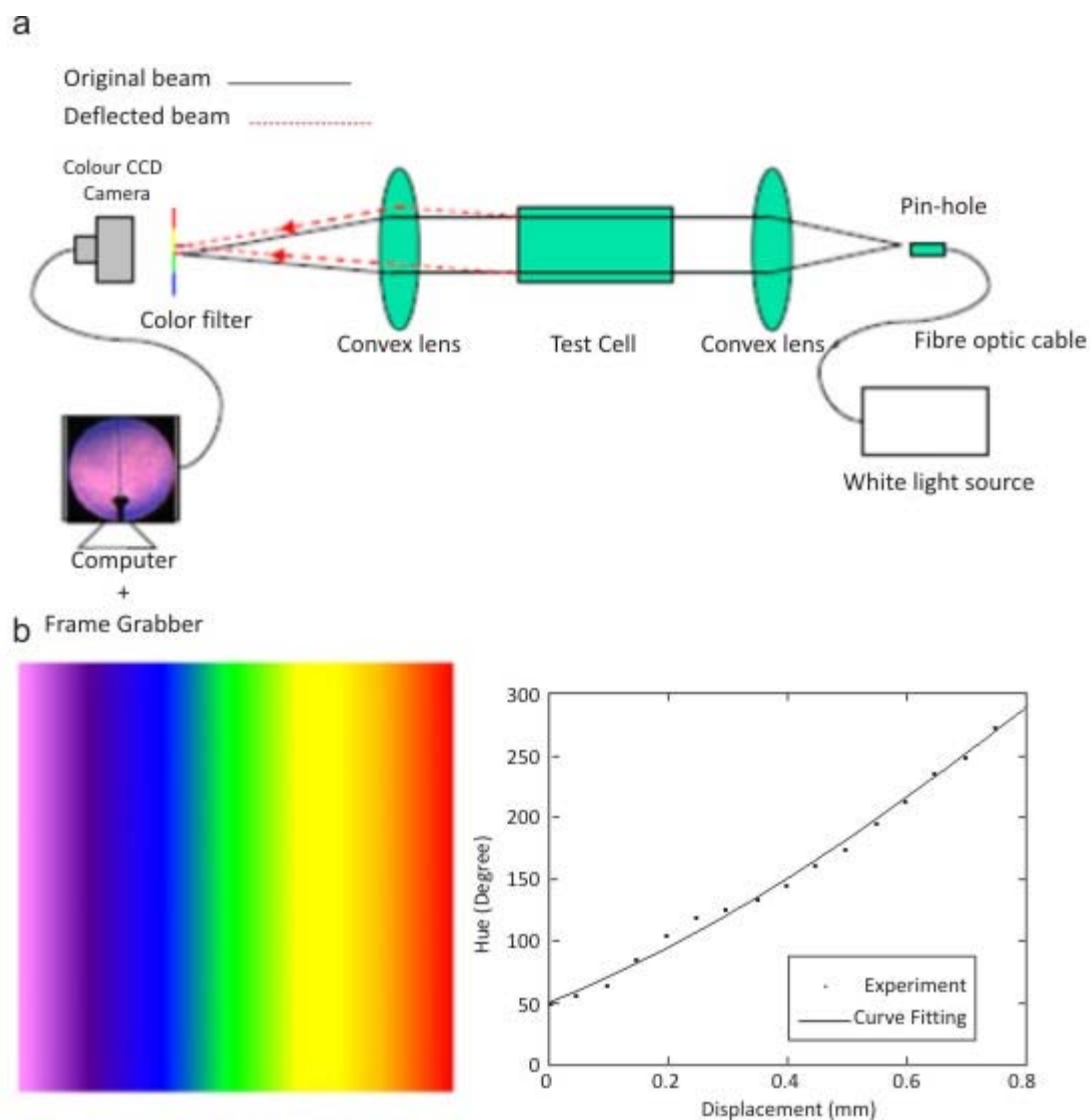 a
Original beam
Deflected beam
Colour CCD
Camera
Pin-hole
Color filter
Convex lens
Test Cell
Convex lens
Fibre optic cable
White light source
Computer
+
Frame Grabber
b
300
250
200
150
100
50
0
Hue (Degree)
Experiment
Curve Fitting
0
0.2
0.4
0.6
0.8
Displacement (mm)